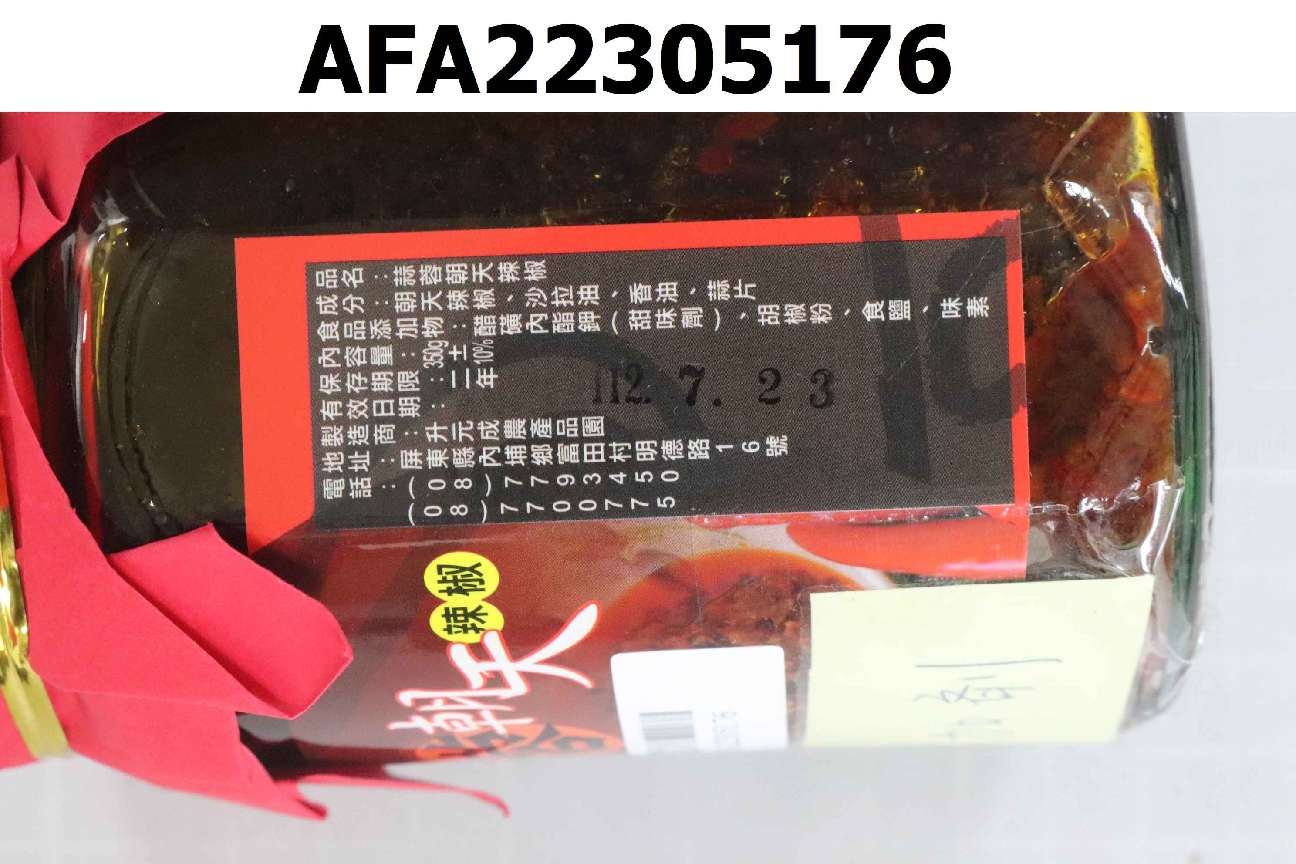 AFA22305176
品名:蒜蓉朝天辣椒
成分:朝天辣椒、沙拉油、香油、蒜片
食品添加物:醋磺內酯鉀(甜味劑)、胡椒粉、食鹽、味素
內容量:350g±10%
保存期限:二年
有效日期:
112.7.23
製造商:升元成農產品園
地址:屏東縣內埔鄉富田村明德路16號
電話:(08)7793450
(08)7700775
辣椒
朝天